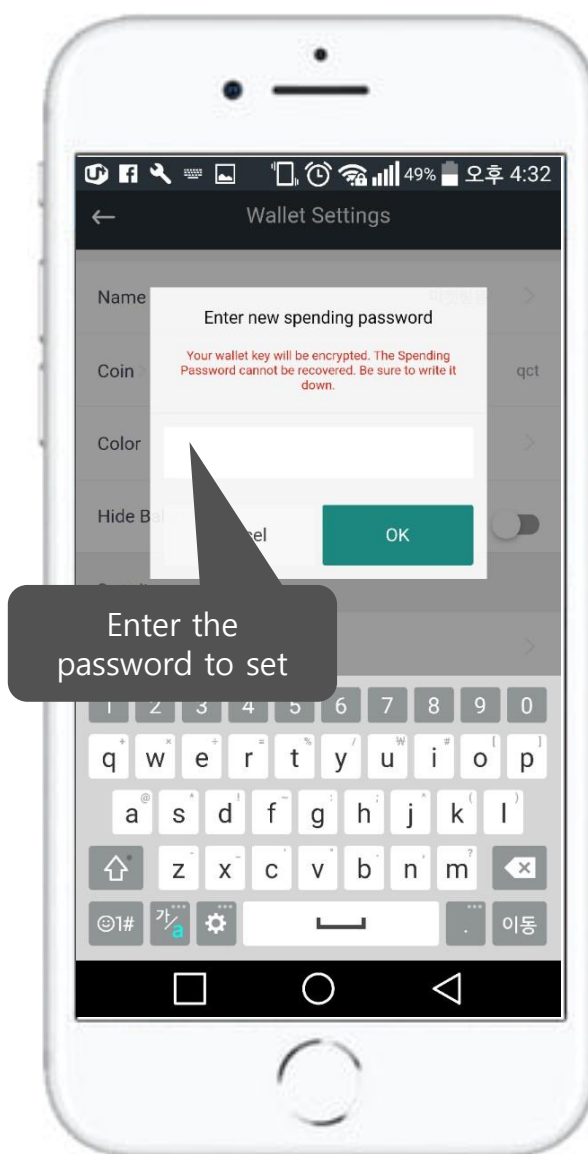 49% 오후 4:32
Wallet Settings
Name
Enter new spending password
Your wallet key will be encrypted. The Spending
Password cannot be recovered. Be sure to write it
down.
Coin
qct
Color
Hide
OK
Enter the
password to set
1 2 3 4 5 6 7 8 9 0
q w e r t y u i o p
a s d f g h j k l
z x c v b n m
1# 가/a . 이동